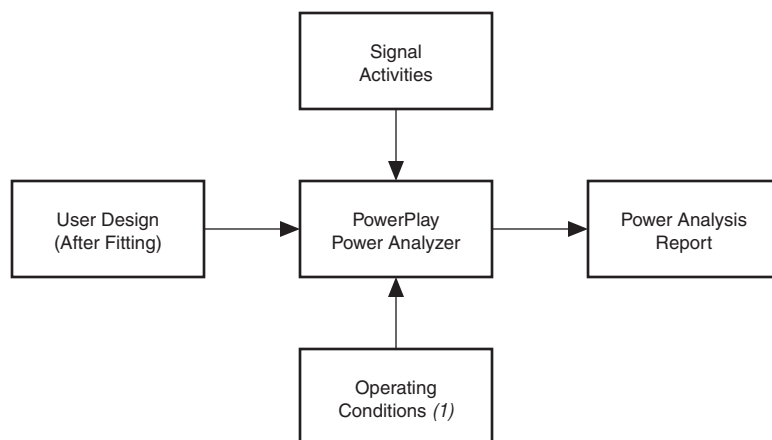 Signal
Activities
User Design
(After Fitting)
PowerPlay
Power Analyzer
Power Analysis
Report
Operating
Conditions (1)